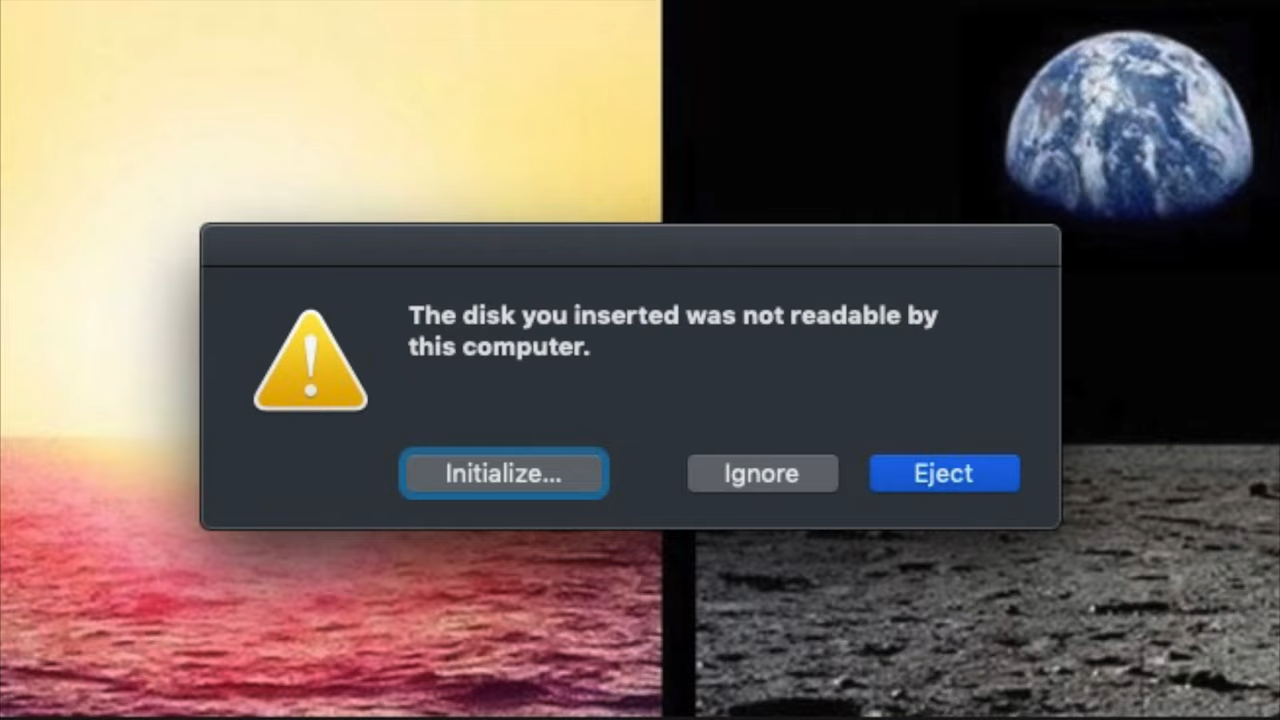 The disk you inserted was not readable by
this computer.
Initialize... Ignore Eject